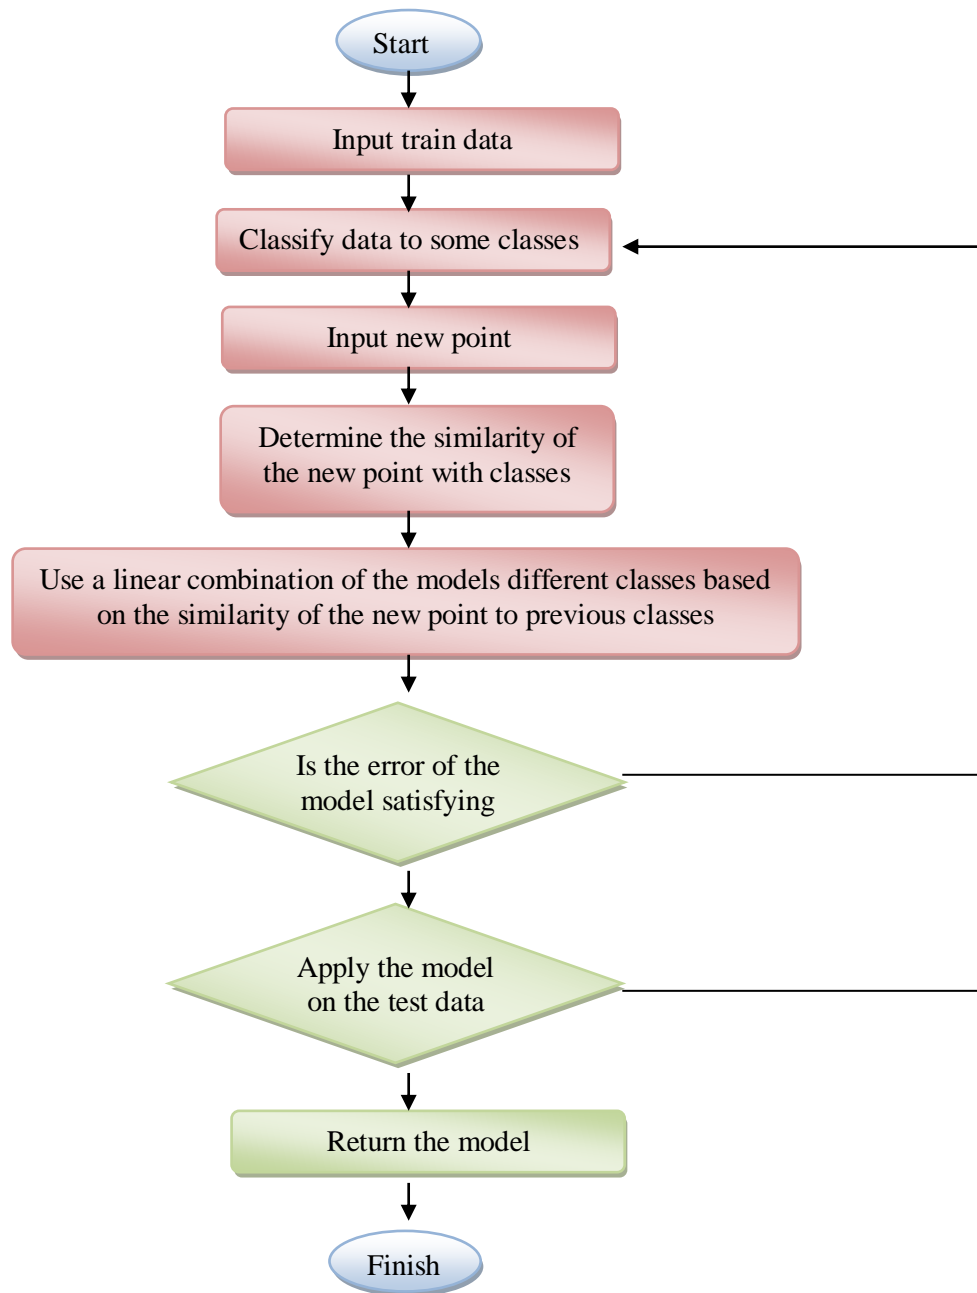 Start
Input train data
Classify data to some classes
Input new point
Determine the similarity of
the new point with classes
Use a linear combination of the models different classes based
on the similarity of the new point to previous classes
Is the error of the
model satisfying
Apply the model
on the test data
Return the model
Finish